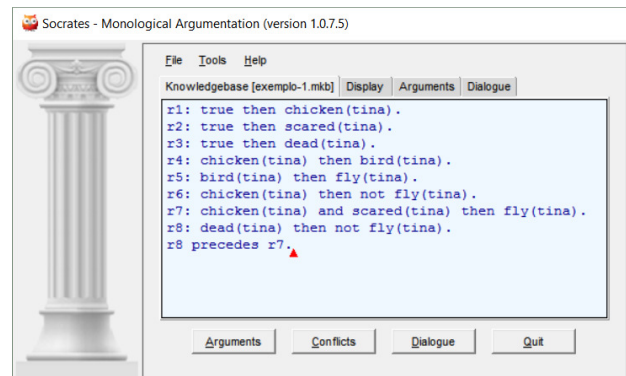 Socrates - Monological Argumentation (version 1.0.7.5)
File Tools Help
Knowledgebase [exemplo-1.mkb] Display Arguments Dialogue
r1: true then chicken(tina).
r2: true then scared(tina).
r3: true then dead(tina).
r4: chicken(tina) then bird(tina).
r5: bird(tina) then fly(tina).
r6: chicken(tina) then not fly(tina).
r7: chicken(tina) and scared(tina) then fly(tina).
r8: dead(tina) then not fly(tina).
r8 precedes r7.
Arguments Conflicts Dialogue Quit